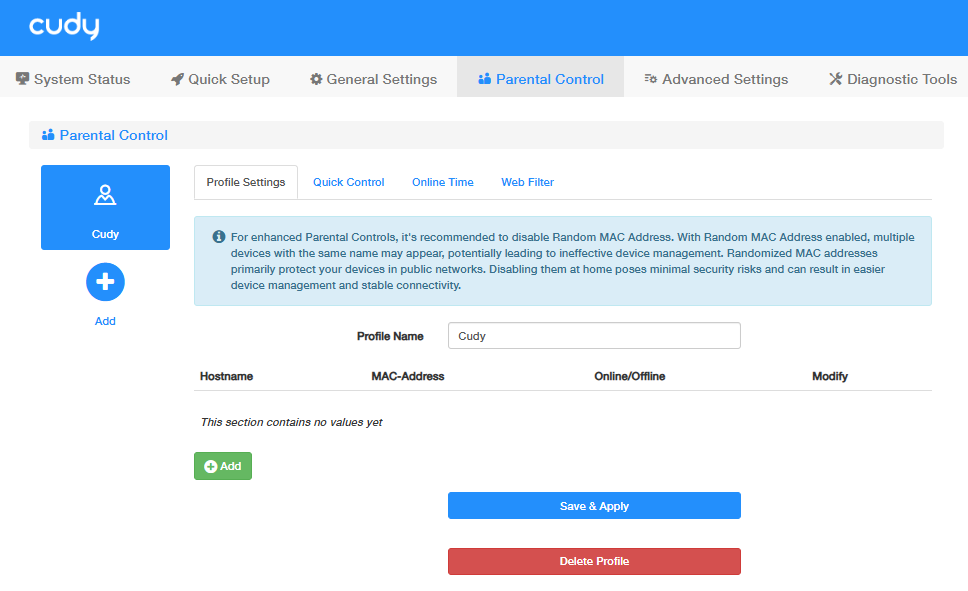 cudy
System Status Quick Setup General Settings Parental Control Advanced Settings Diagnostic Tools
Parental Control
Cudy
Add
Profile Settings Quick Control Online Time Web Filter
For enhanced Parental Controls, it's recommended to disable Random MAC Address. With Random MAC Address enabled, multiple
devices with the same name may appear, potentially leading to ineffective device management. Randomized MAC addresses
primarily protect your devices in public networks. Disabling them at home poses minimal security risks and can result in easier
device management and stable connectivity.
Profile Name Cudy
Hostname MAC-Address Online/Offline Modify
This section contains no values yet
Add
Save & Apply
Delete Profile